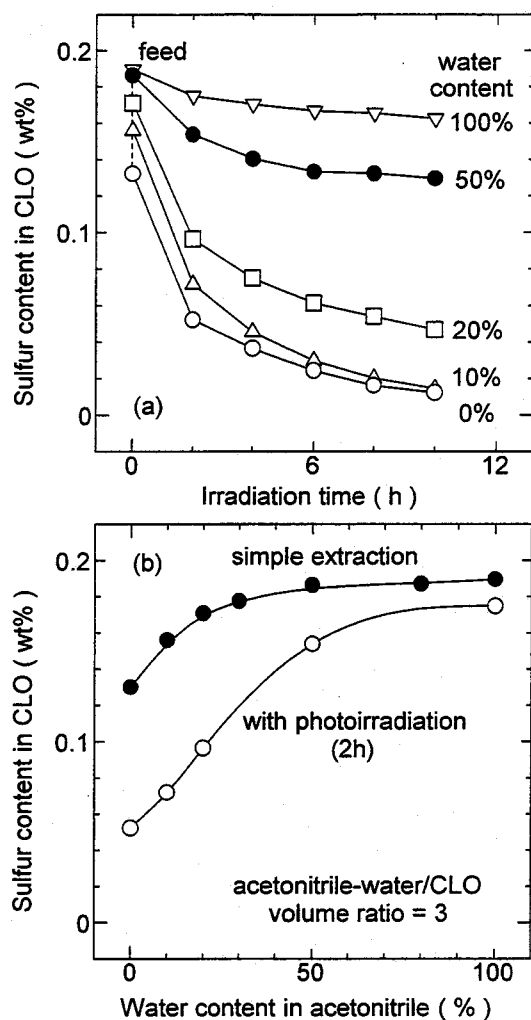 0.2
feed
water
content
100%
50%
0.1
20%
10%
0
(a)
0%
0
6
12
Irradiation time ( h )
Sulfur content in CLO ( wt% )
0.2
(b)
simple extraction
0.1
with photoirradiation
(2h)
acetonitrile-water/CLO
volume ratio = 3
0
0
50
100
Water content in acetonitrile ( % )
Sulfur content in CLO ( wt% )